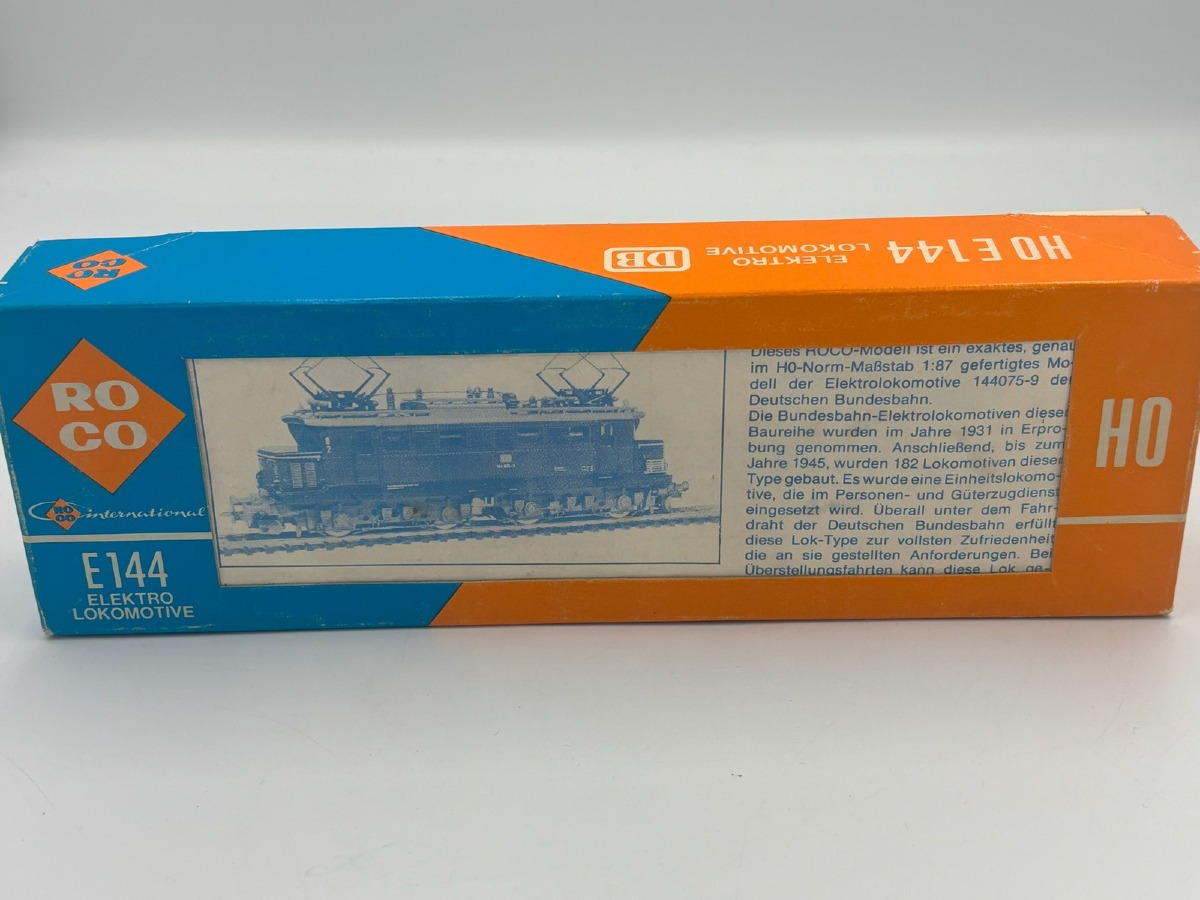 RO
CO
HO E144
ELEKTRO
LOKOMOTIVE
DB
RO
CO
RO
CO
international
E144
ELEKTRO
LOKOMOTIVE
Dieses ROCO-Modell ist ein exaktes, genau
im H0-Norm-Maßstab 1:87 gefertigtes Mo-
dell der Elektrolokomotive 144075-9 der
Deutschen Bundesbahn.
Die Bundesbahn-Elektrolokomotiven dieser
Baureihe wurden im Jahre 1931 in Erpro-
bung genommen. Anschließend, bis zum
Jahre 1945, wurden 182 Lokomotiven dieser
Type gebaut. Es wurde eine Einheitslokomo-
tive, die im Personen- und Güterzugdienst
eingesetzt wird. Überall unter dem Fahr-
draht der Deutschen Bundesbahn erfüllt
diese Lok-Type zur vollsten Zufriedenheit
die an sie gestellten Anforderungen. Bei
Überstellungsfahrten kann diese Lok ge-
HO